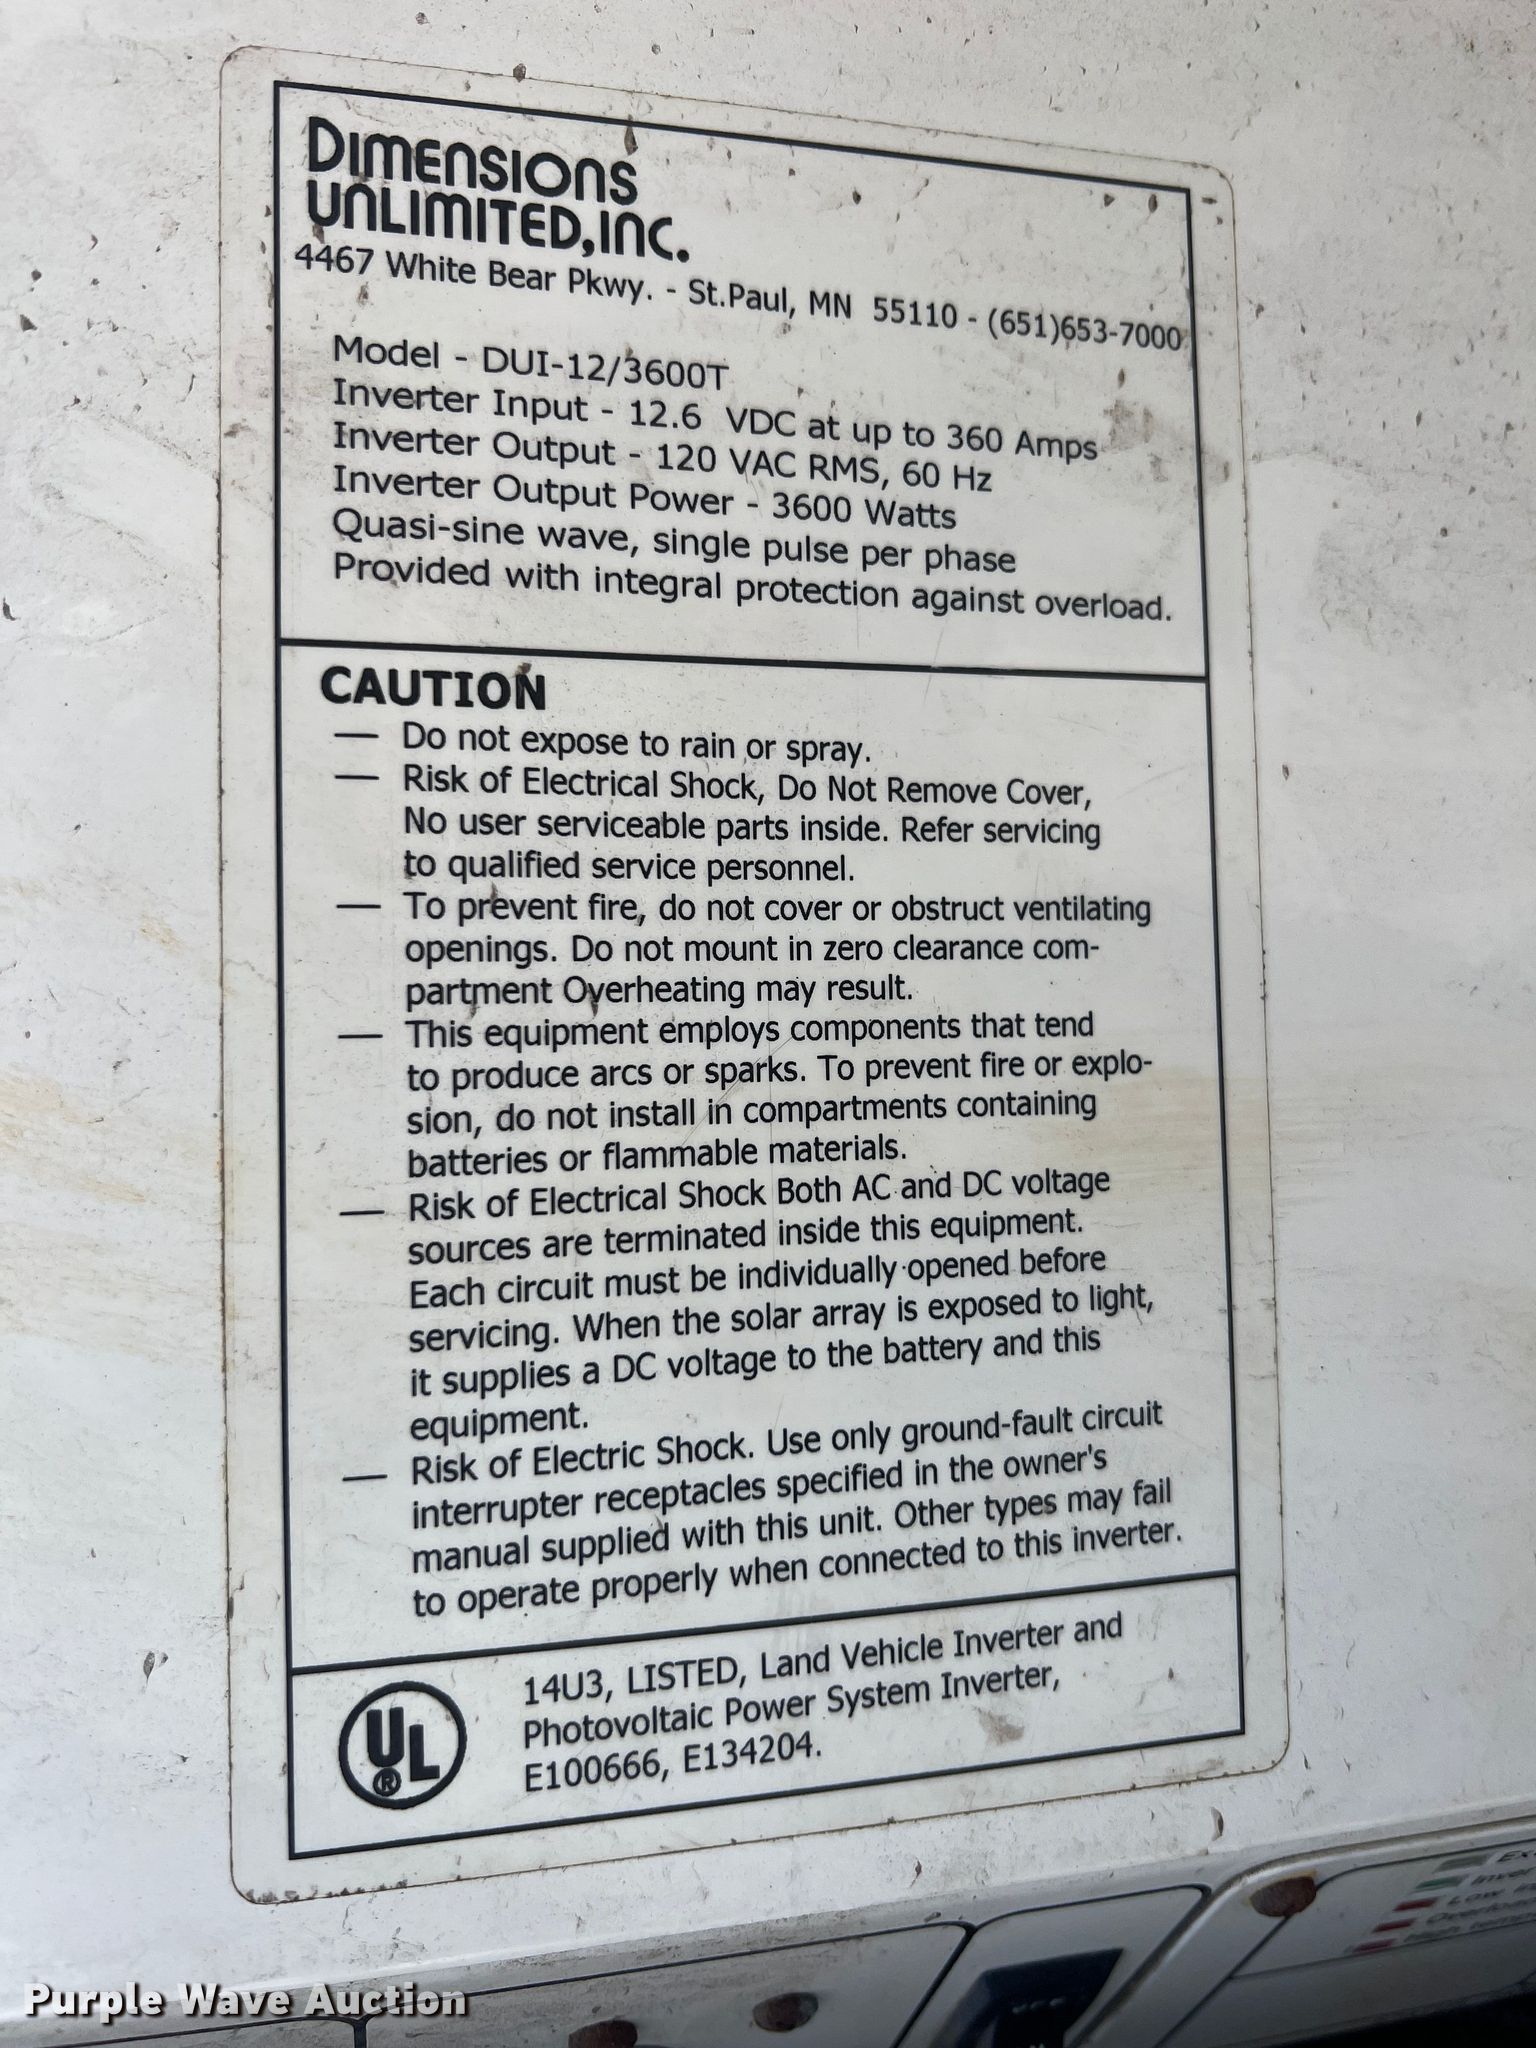 DIMENSIONS
UNLIMITED, INC.
4467 White Bear Pkwy. - St.Paul, MN 55110 - (651)653-7000
Model - DUI-12/3600T
Inverter Input - 12.6 VDC at up to 360 Amps
Inverter Output - 120 VAC RMS, 60 Hz
Inverter Output Power - 3600 Watts
Quasi-sine wave, single pulse per phase
Provided with integral protection against overload.
CAUTION
— Do not expose to rain or spray.
— Risk of Electrical Shock, Do Not Remove Cover,
No user serviceable parts inside. Refer servicing
to qualified service personnel.
— To prevent fire, do not cover or obstruct ventilating
openings. Do not mount in zero clearance com-
partment Overheating may result.
— This equipment employs components that tend
to produce arcs or sparks. To prevent fire or explo-
sion, do not install in compartments containing
batteries or flammable materials.
— Risk of Electrical Shock Both AC and DC voltage
sources are terminated inside this equipment.
Each circuit must be individually opened before
servicing. When the solar array is exposed to light,
it supplies a DC voltage to the battery and this
equipment.
— Risk of Electric Shock. Use only ground-fault circuit
interrupter receptacles specified in the owner's
manual supplied with this unit. Other types may fail
to operate properly when connected to this inverter.
UL®
14U3, LISTED, Land Vehicle Inverter and
Photovoltaic Power System Inverter,
E100666, E134204.
Low
Purple Wave Auction